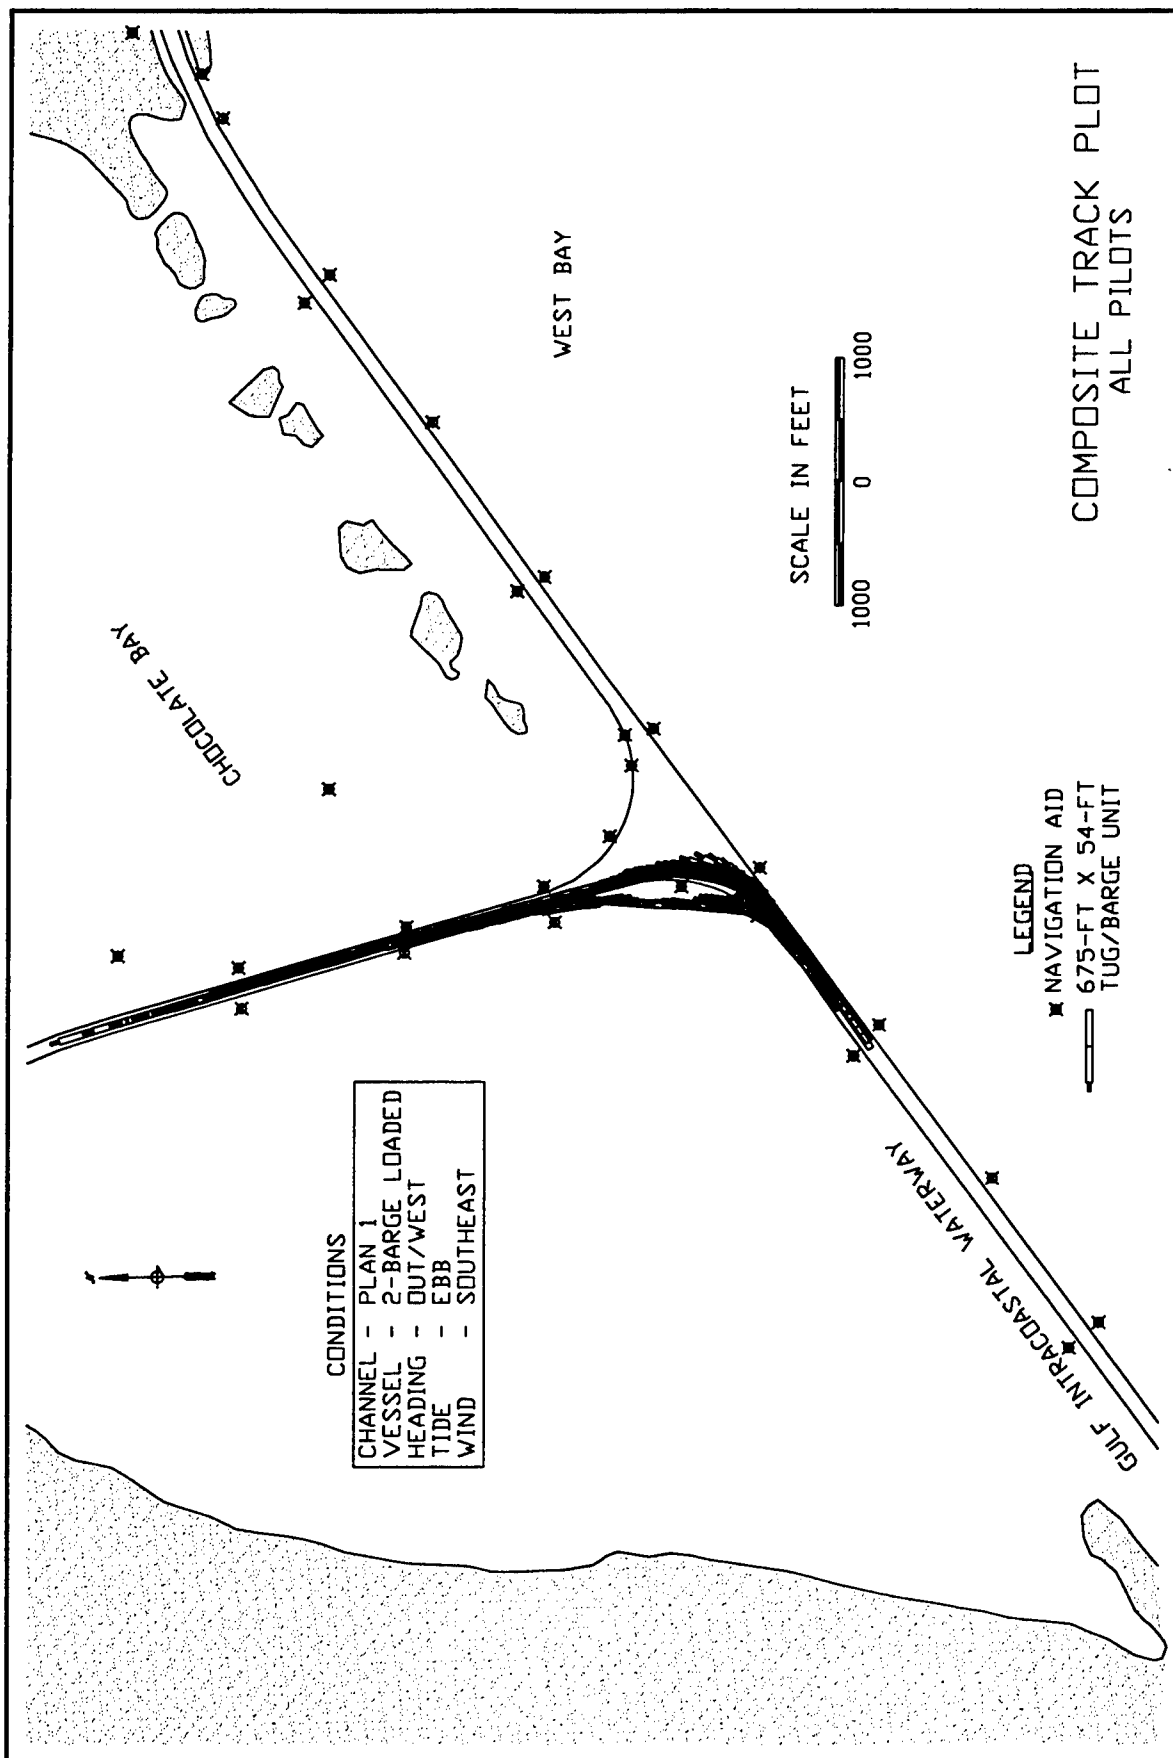 CHOCOLATE BAY
WEST BAY
GULF INTRACOASTAL WATERWAY
CONDITIONS
CHANNEL - PLAN 1
VESSEL - 2-BARGE LOADED
HEADING - OUT/WEST
TIDE - EBB
WIND - SOUTHEAST
SCALE IN FEET
1000 0 1000
LEGEND
NAVIGATION AID
675-FT X 54-FT
TUG/BARGE UNIT
COMPOSITE TRACK PLOT
ALL PILOTS